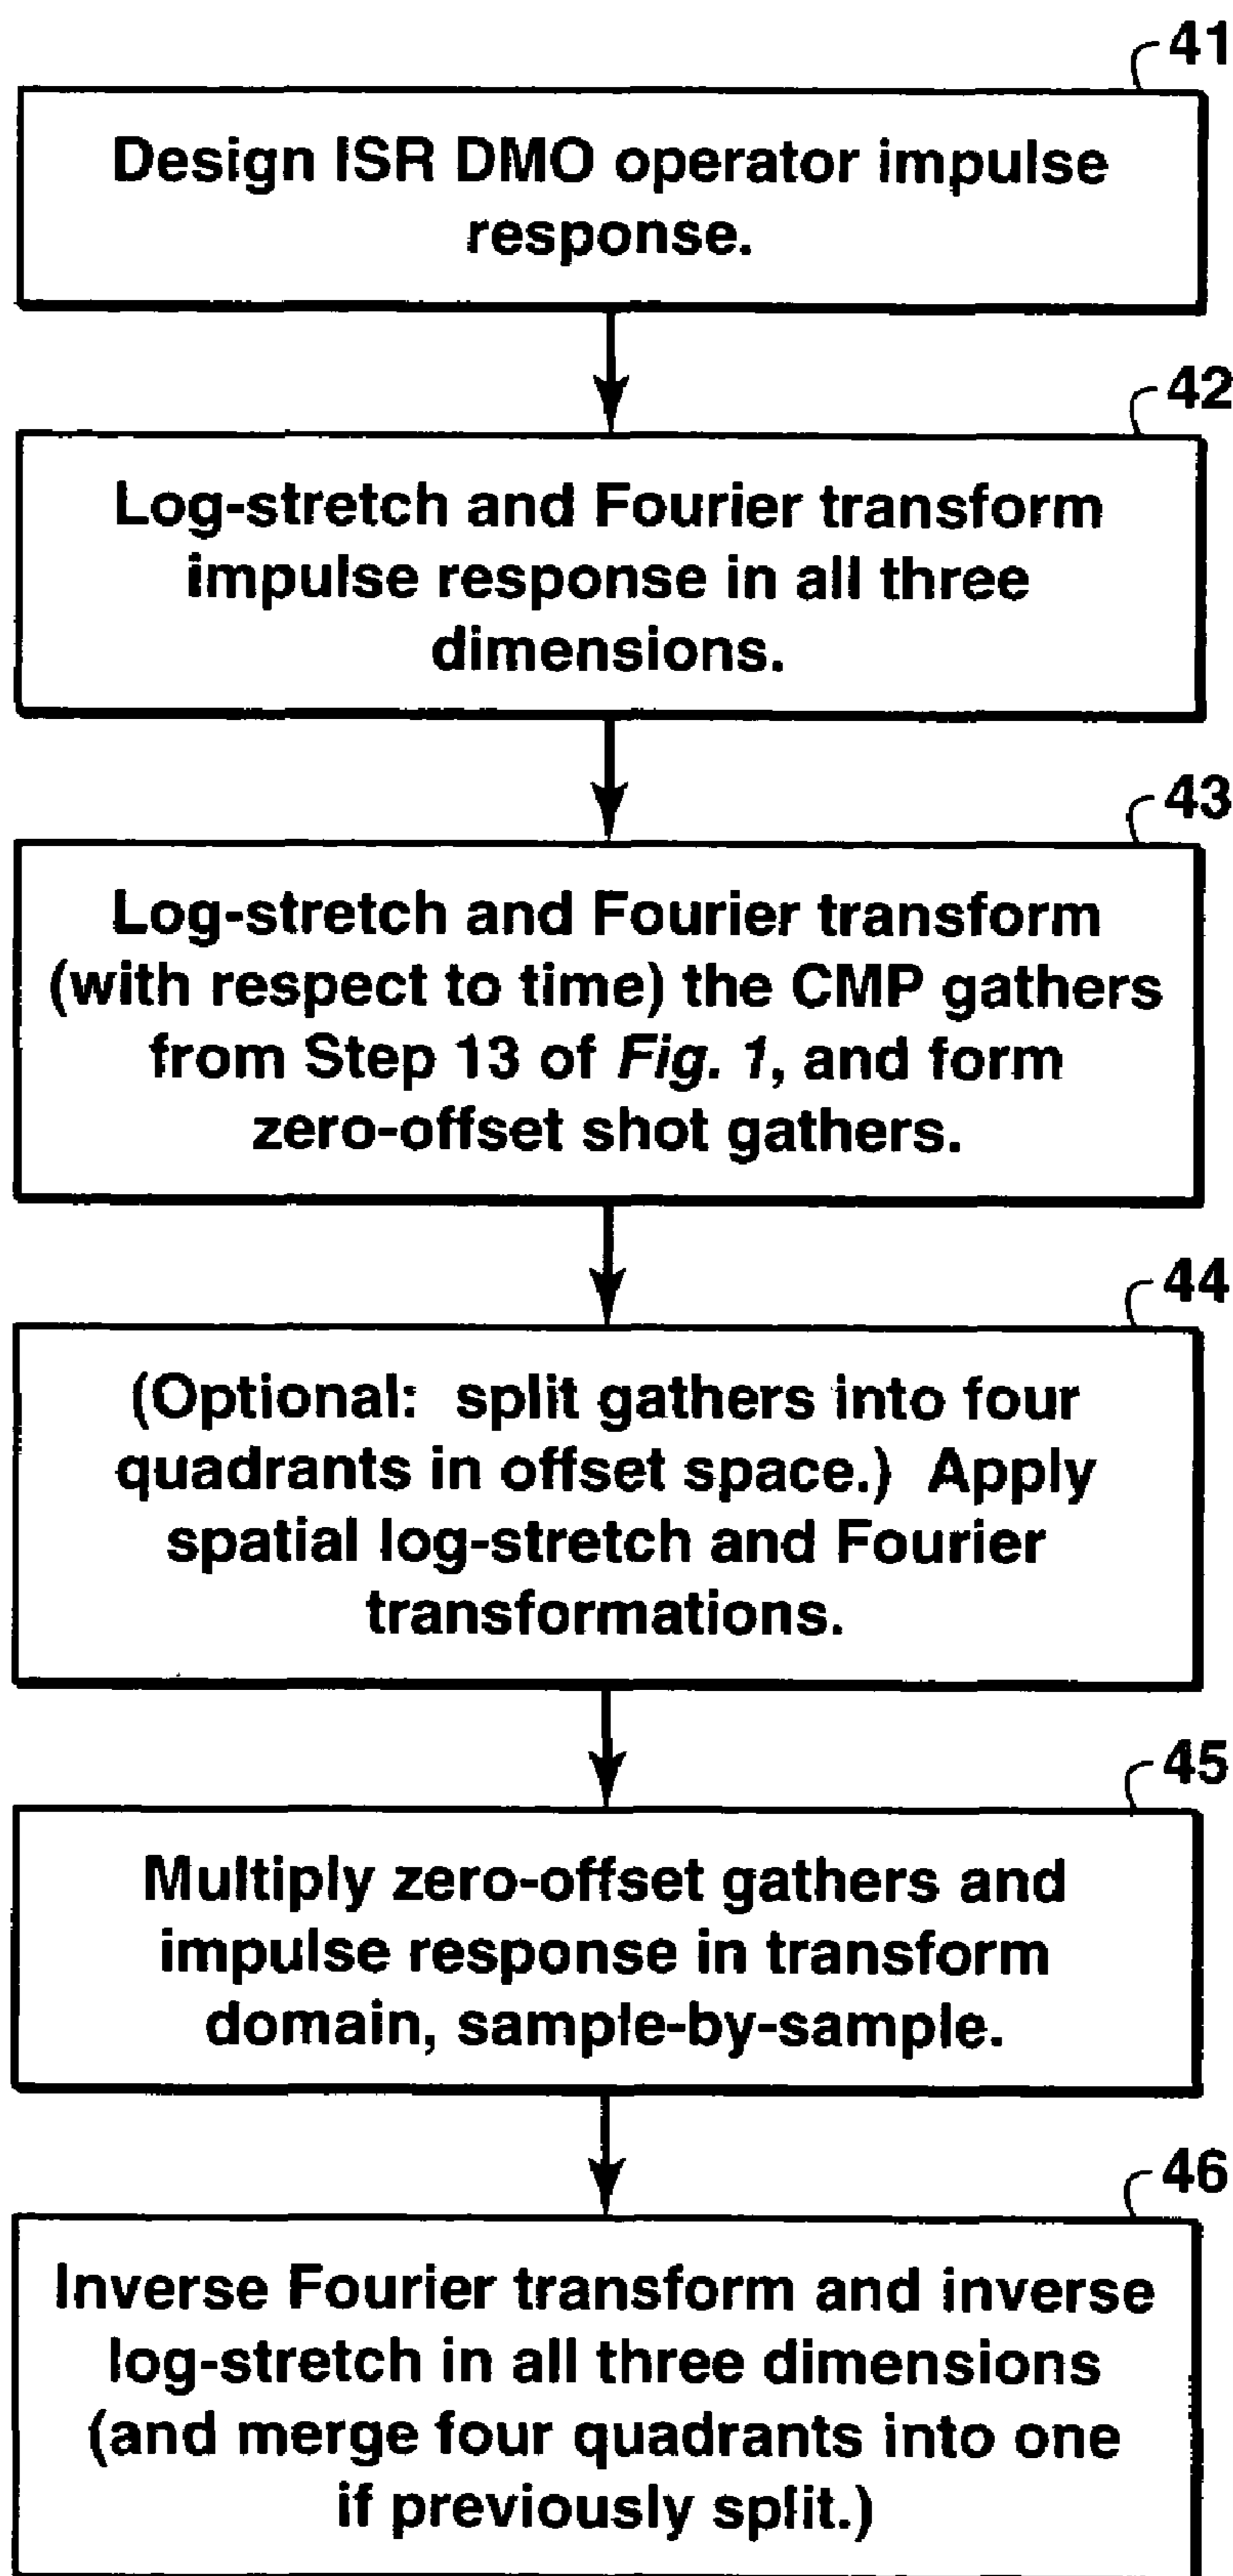 41
Design ISR DMO operator impulse
response.
42
Log-stretch and Fourier transform
impulse response in all three
dimensions.
43
Log-stretch and Fourier transform
(with respect to time) the CMP gathers
from Step 13 of Fig. 1, and form
zero-offset shot gathers.
44
(Optional: split gathers into four
quadrants in offset space.) Apply
spatial log-stretch and Fourier
transformations.
45
Multiply zero-offset gathers and
impulse response in transform
domain, sample-by-sample.
46
Inverse Fourier transform and inverse
log-stretch in all three dimensions
(and merge four quadrants into one
if previously split.)